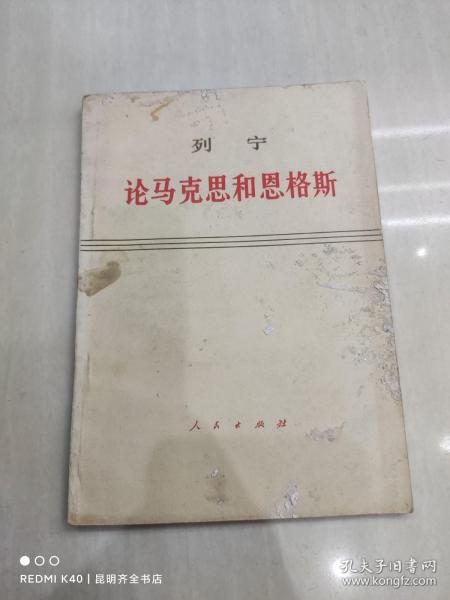 列 宁
论马克思和恩格斯
人民出版社
REDMI K40 | 昆明齐全书店
孔夫子旧书网
www.kongfz.com